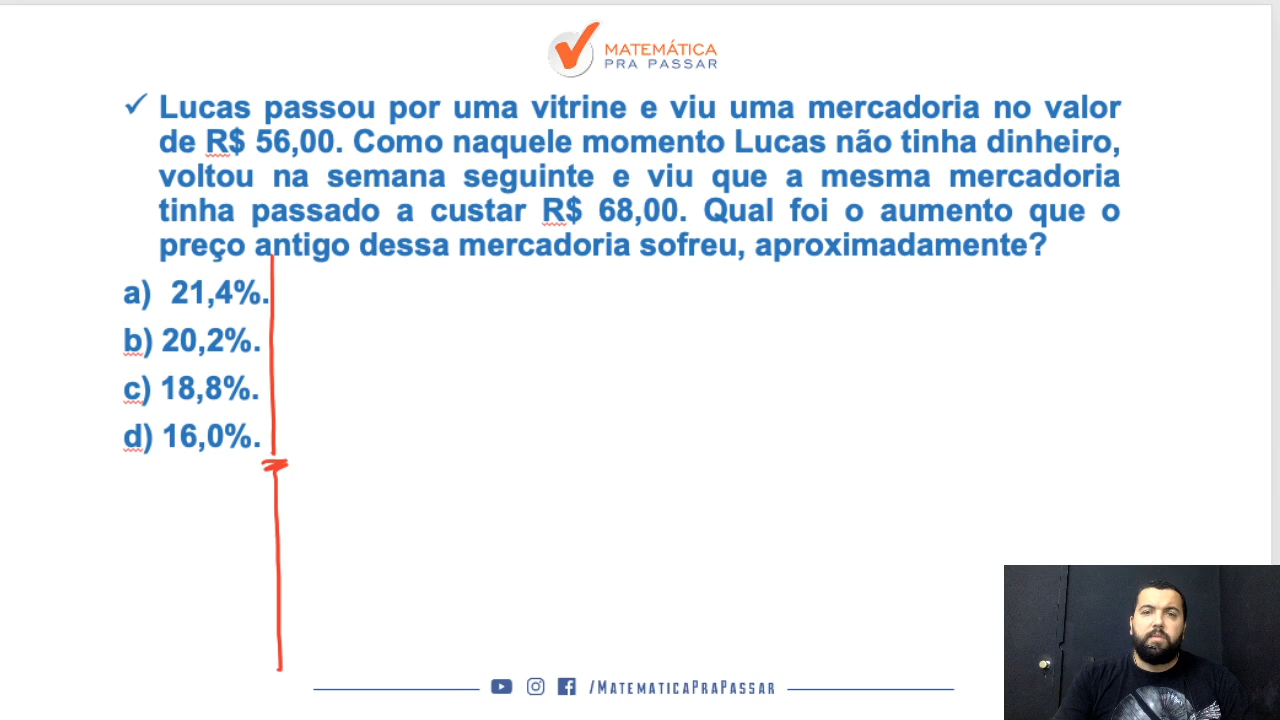 MATEMÁTICA
PRA PASSAR
Lucas passou por uma vitrine e viu uma mercadoria no valor
de R$ 56,00. Como naquele momento Lucas não tinha dinheiro,
voltou na semana seguinte e viu que a mesma mercadoria
tinha passado a custar R$ 68,00. Qual foi o aumento que o
preço antigo dessa mercadoria sofreu, aproximadamente?
a) 21,4%.
b) 20,2%.
c) 18,8%.
d) 16,0%.
/MATEMATICAPRAPASSAR